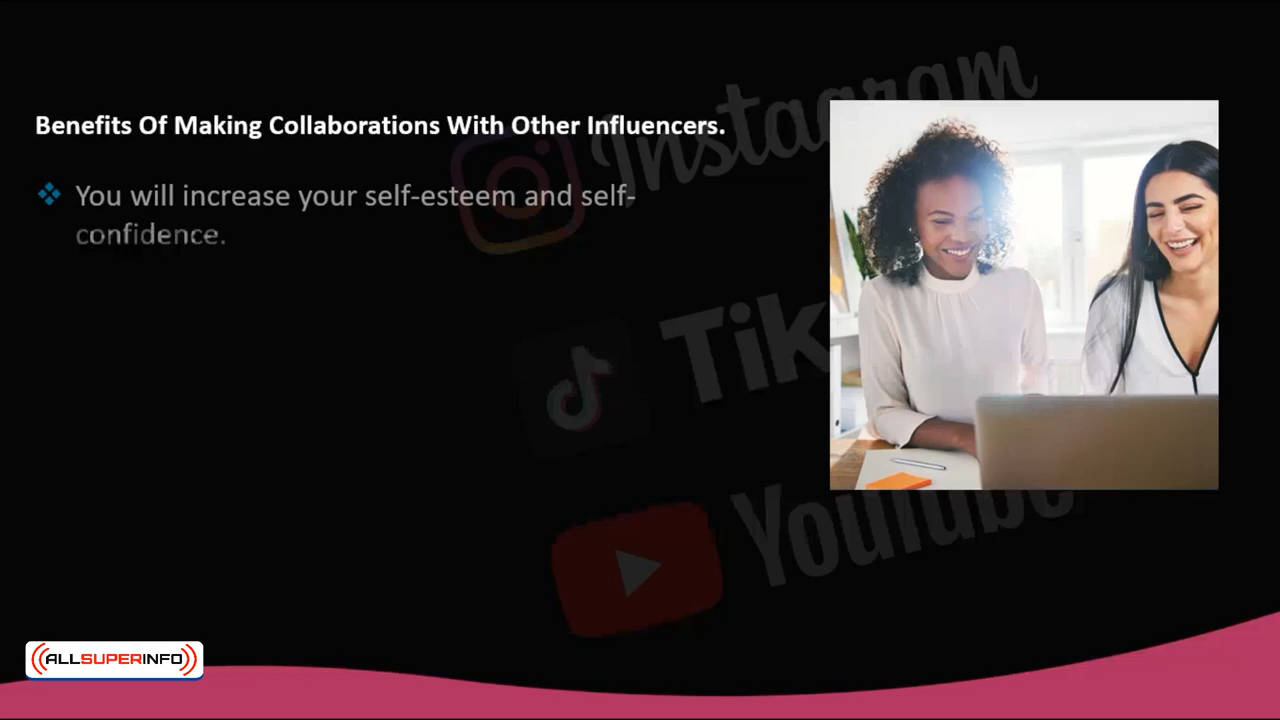 Instagram
Benefits Of Making Collaborations With Other Influencers.
You will increase your self-esteem and self-
confidence.
Tik
Youtube
ALLSUPERINFO